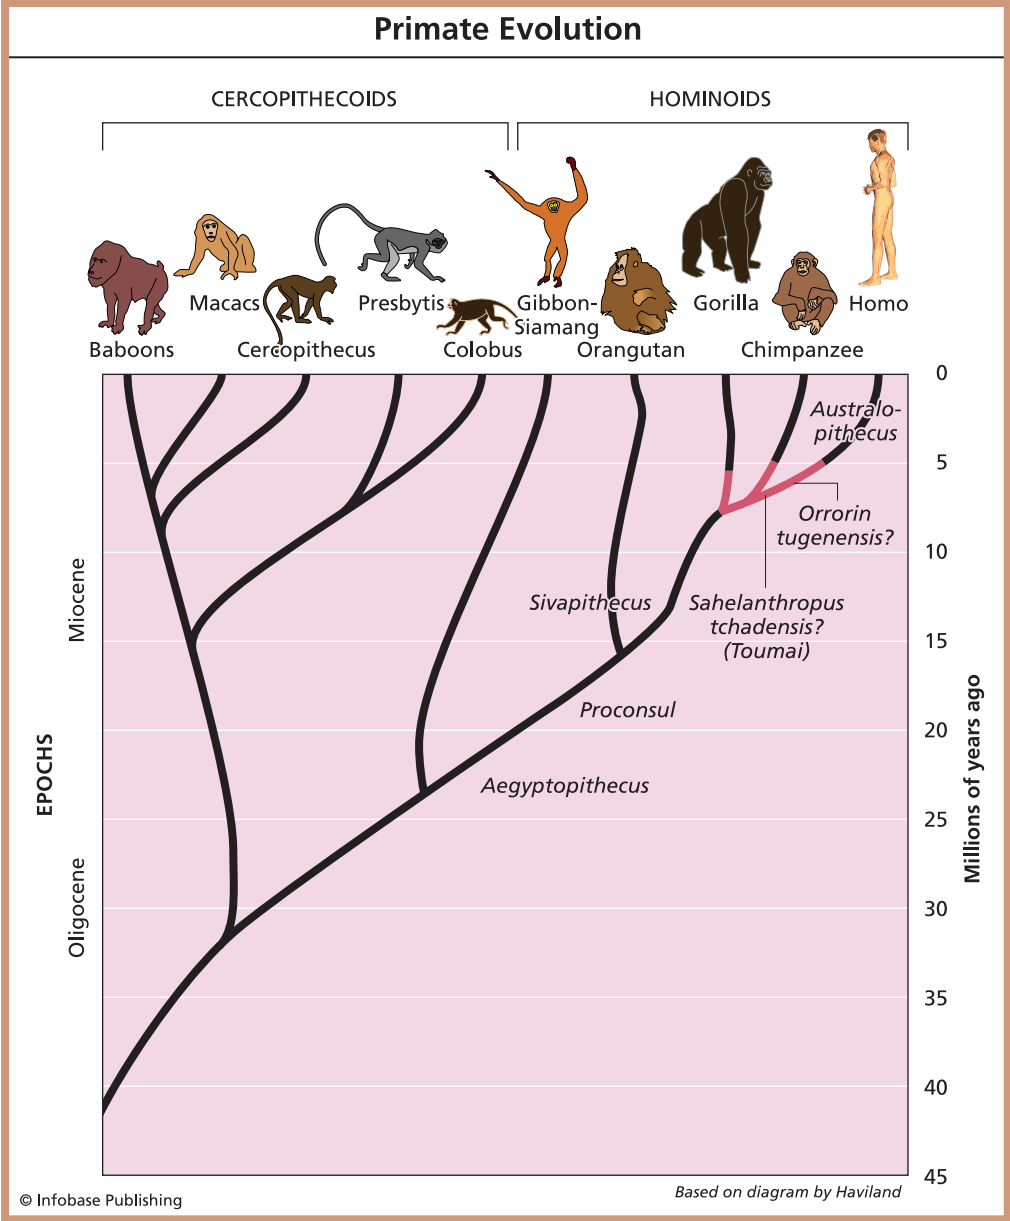 Primate Evolution
CERCOPITHECOIDS
HOMINOIDS
Macacs
Presbytis
Gibbon-
Siamang
Gorilla
Homo
Baboons
Cercopithecus
Colobus
Orangutan
Chimpanzee
0
Australo-
pithecus
5
Orrorin
tugenensis?
10
Miocene
Sivapithecus
Sahelanthropus
tchadensis?
(Toumai)
15
Proconsul
20
Aegyptopithecus
EPOCHS
Millions of years ago
25
Oligocene
30
35
40
45
© Infobase Publishing
Based on diagram by Haviland